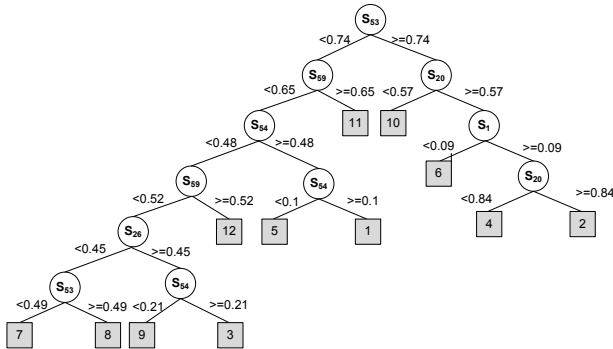 S53
<0.74 >=0.74
S59 S20
<0.65 >=0.65 <0.57 >=0.57
S54 11 10 S1
<0.48 >=0.48 <0.09 >=0.09
S59 S54 6 S20
<0.52 >=0.52 <0.1 >=0.1 <0.84 >=0.84
S26 12 5 1 4 2
<0.45 >=0.45
S53 S54
<0.49 >=0.49 <0.21 >=0.21
7 8 9 3